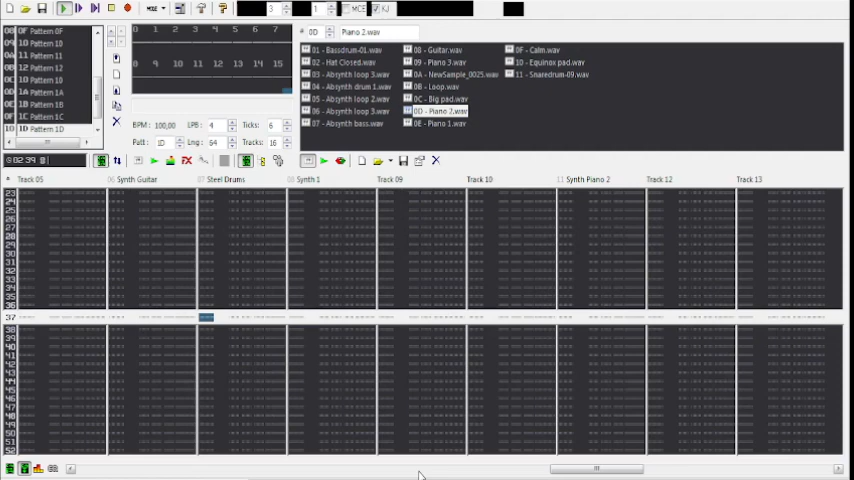 MCE 3 1 MCE KJ
0F Pattern 0F
10 Pattern 10
11 Pattern 11
12 Pattern 12
10 Pattern 10
1A Pattern 1A
1B Pattern 1B
1C Pattern 1C
1D Pattern 1D
0 1 2 3 4 5 6 7
8 9 10 11 12 13 14 15
BPM: 100,00 LPB: 4 Ticks: 6
Patt: 1D Lng: 64 Tracks: 16
0D Piano 2.wav
01 - Bassdrum-01.wav 08 - Guitar.wav 0F - Calm.wav
02 - Hat Closed.wav 09 - Piano 3.wav 10 - Equinox pad.wav
03 - Absynth loop 3.wav 0A - NewSample_0025.wav 11 - Snaredrum-09.wav
04 - Absynth drum 1.wav 0B - Loop.wav
05 - Absynth loop 2.wav 0C - Big pad.wav
06 - Absynth loop 3.wav 0D - Piano 2.wav
07 - Absynth bass.wav 0E - Piano 1.wav
02:39 FX
Track 05 06 Synth Guitar 07 Steel Drums 08 Synth 1 Track 09 Track 10 11 Synth Piano 2 Track 12 Track 13
23
24
25
26
27
28
29
30
31
32
33
34
35
36
37
38
39
40
41
42
43
44
45
46
47
48
49
50
51
52